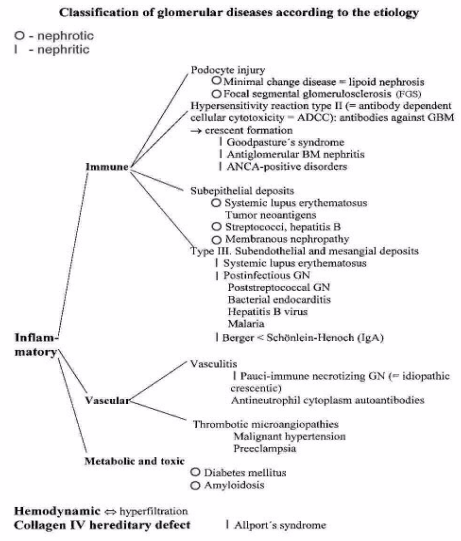 Classification of glomerular diseases according to the etiology
O - nephrotic
I - nephritic
Podocyte injury
O Minimal change disease = lipoid nephrosis
O Focal segmental glomerulosclerosis (FGS)
Hypersensitivity reaction type II (= antibody dependent
cellular cytotoxicity = ADCC): antibodies against GBM
→ crescent formation
I Goodpasture´s syndrome
Immune
I Antiglomerular BM nephritis
I ANCA-positive disorders
Subepithelial deposits
O Systemic lupus erythematosus
Tumor neoantigens
O Streptococci, hepatitis B
O Membranous nephropathy
Type III. Subendothelial and mesangial deposits
I Systemic lupus erythematosus
I Postinfectious GN
Poststreptococcal GN
Bacterial endocarditis
Hepatitis B virus
Malaria
Inflam-
matory
I Berger < Schönlein-Henoch (IgA)
Vasculitis
I Pauci-immune necrotizing GN (= idiopathic
crescentic)
Vascular
Antineutrophil cytoplasm autoantibodies
Thrombotic microangiopathies
Malignant hypertension
Preeclampsia
Metabolic and toxic
O Diabetes mellitus
O Amyloidosis
Hemodynamic ⇔ hyperfiltration
Collagen IV hereditary defect I Allport´s syndrome